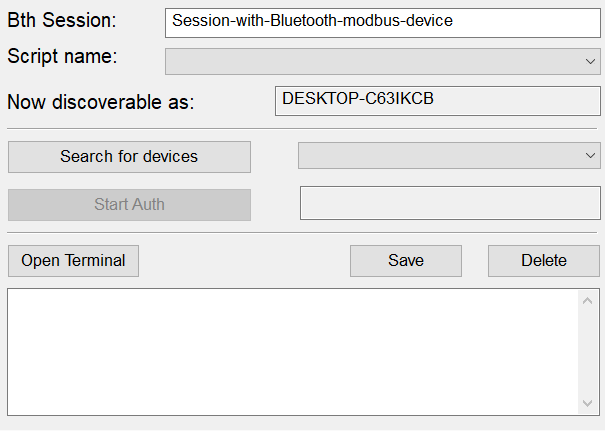 Bth Session: Session-with-Bluetooth-modbus-device
Script name:
Now discoverable as: DESKTOP-C63IKCB
Search for devices
Start Auth
Open Terminal Save Delete